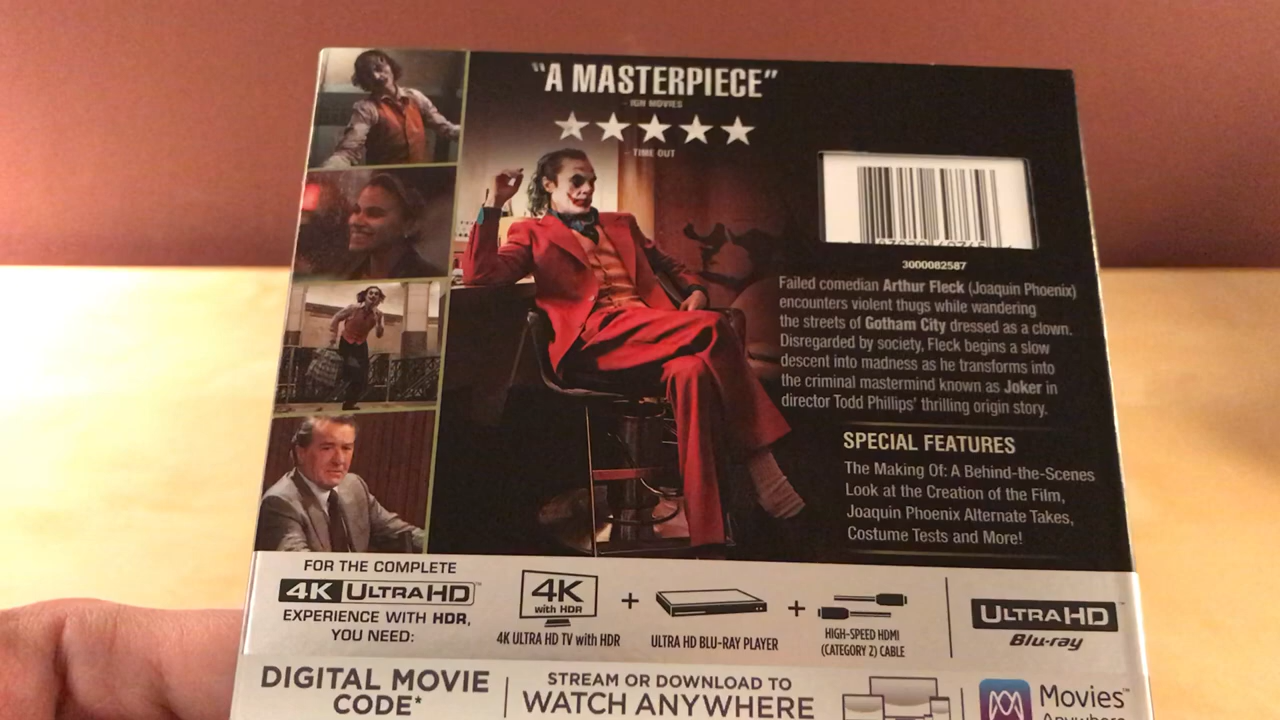 "A MASTERPIECE"
- IGN MOVIES
- TIME OUT
3000082587
Failed comedian Arthur Fleck (Joaquin Phoenix)
encounters violent thugs while wandering
the streets of Gotham City dressed as a clown.
Disregarded by society, Fleck begins a slow
descent into madness as he transforms into
the criminal mastermind known as Joker in
director Todd Phillips' thrilling origin story.
SPECIAL FEATURES
The Making Of: A Behind-the-Scenes
Look at the Creation of the Film,
Joaquin Phoenix Alternate Takes,
Costume Tests and More!
FOR THE COMPLETE
4K ULTRA HD™
EXPERIENCE WITH HDR,
YOU NEED:
4K
with HDR
4K ULTRA HD TV with HDR
+
ULTRA HD BLU-RAY PLAYER
+
HIGH-SPEED HDMI
(CATEGORY 2) CABLE
ULTRA HD™
Blu-ray
DIGITAL MOVIE
CODE*
STREAM OR DOWNLOAD TO
WATCH ANYWHERE
Movies™
Anywhere